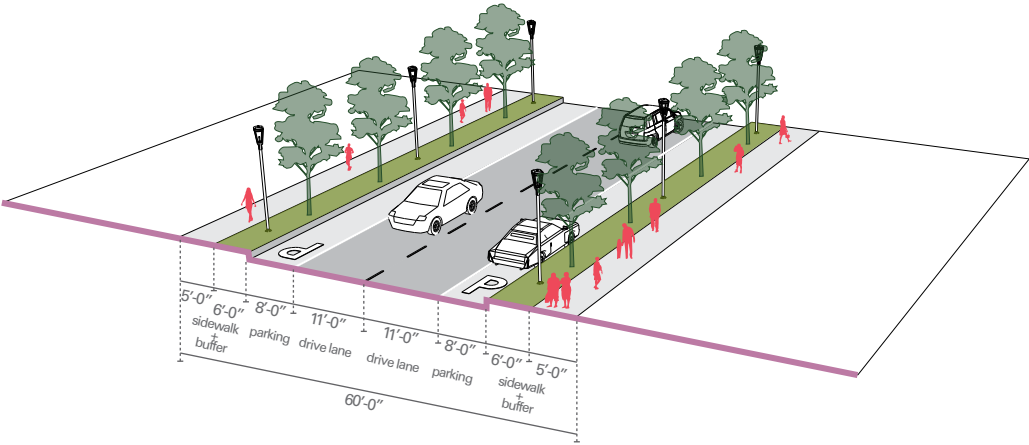 P
P
5'-0"
6'-0"
8'-0"
11'-0"
11'-0"
8'-0"
6'-0"
5'-0"
sidewalk
+
buffer
parking
drive lane
drive lane
parking
sidewalk
+
buffer
60'-0"